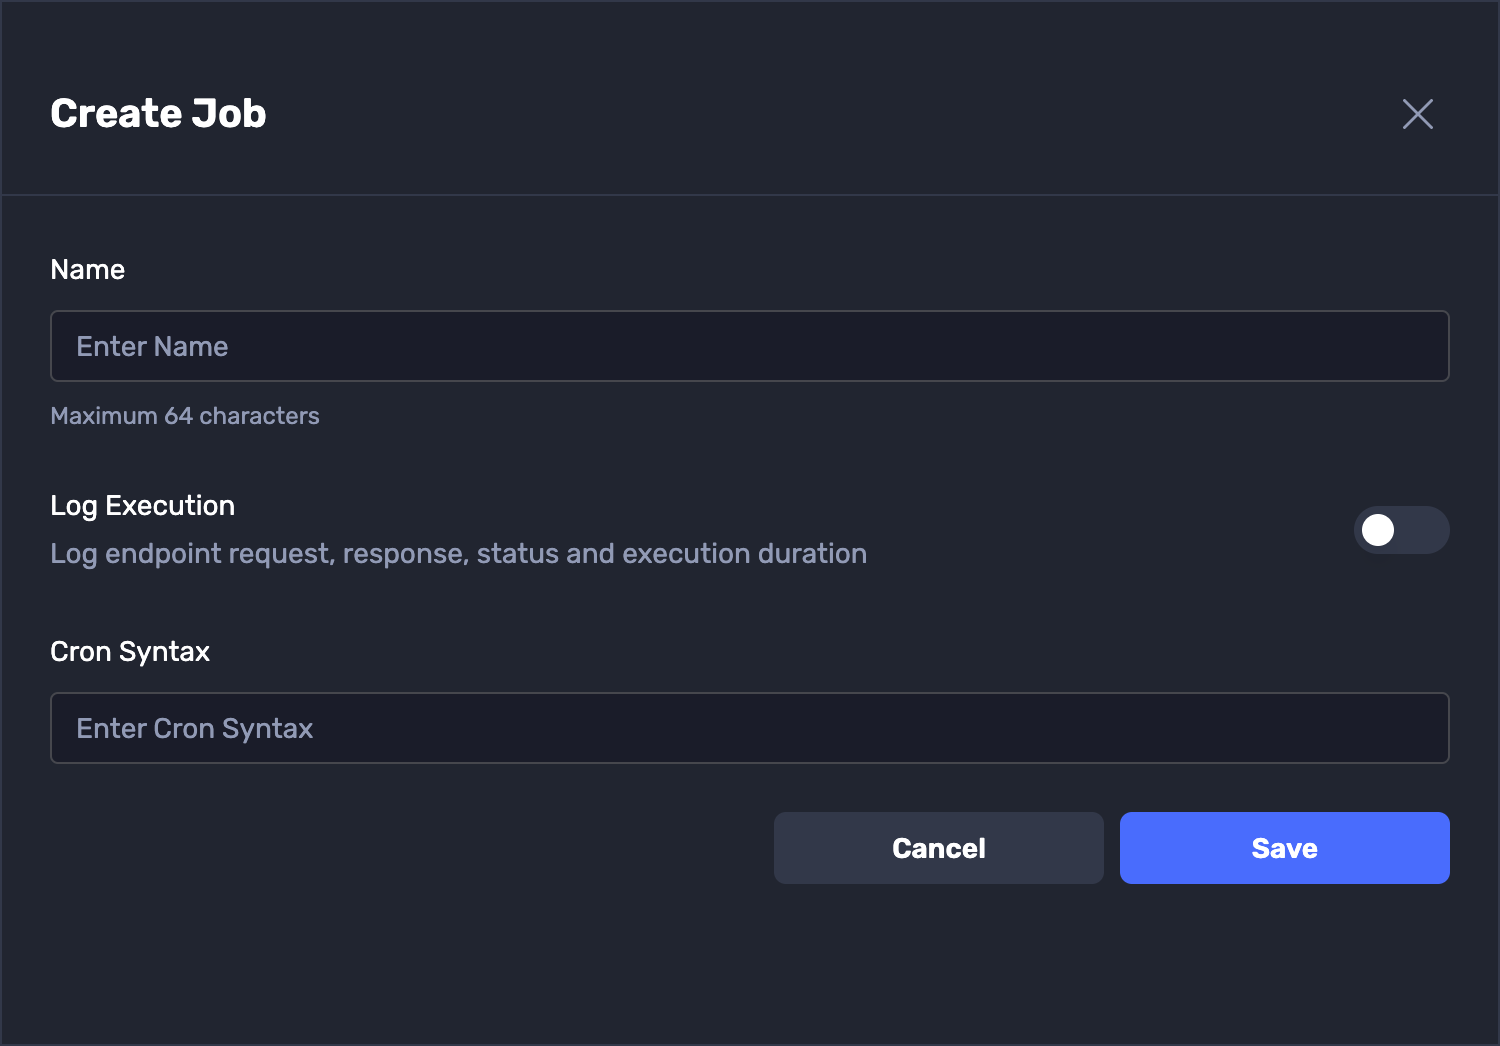 Create Job
Name
Enter Name
Maximum 64 characters
Log Execution
Log endpoint request, response, status and execution duration
Cron Syntax
Enter Cron Syntax
Cancel
Save